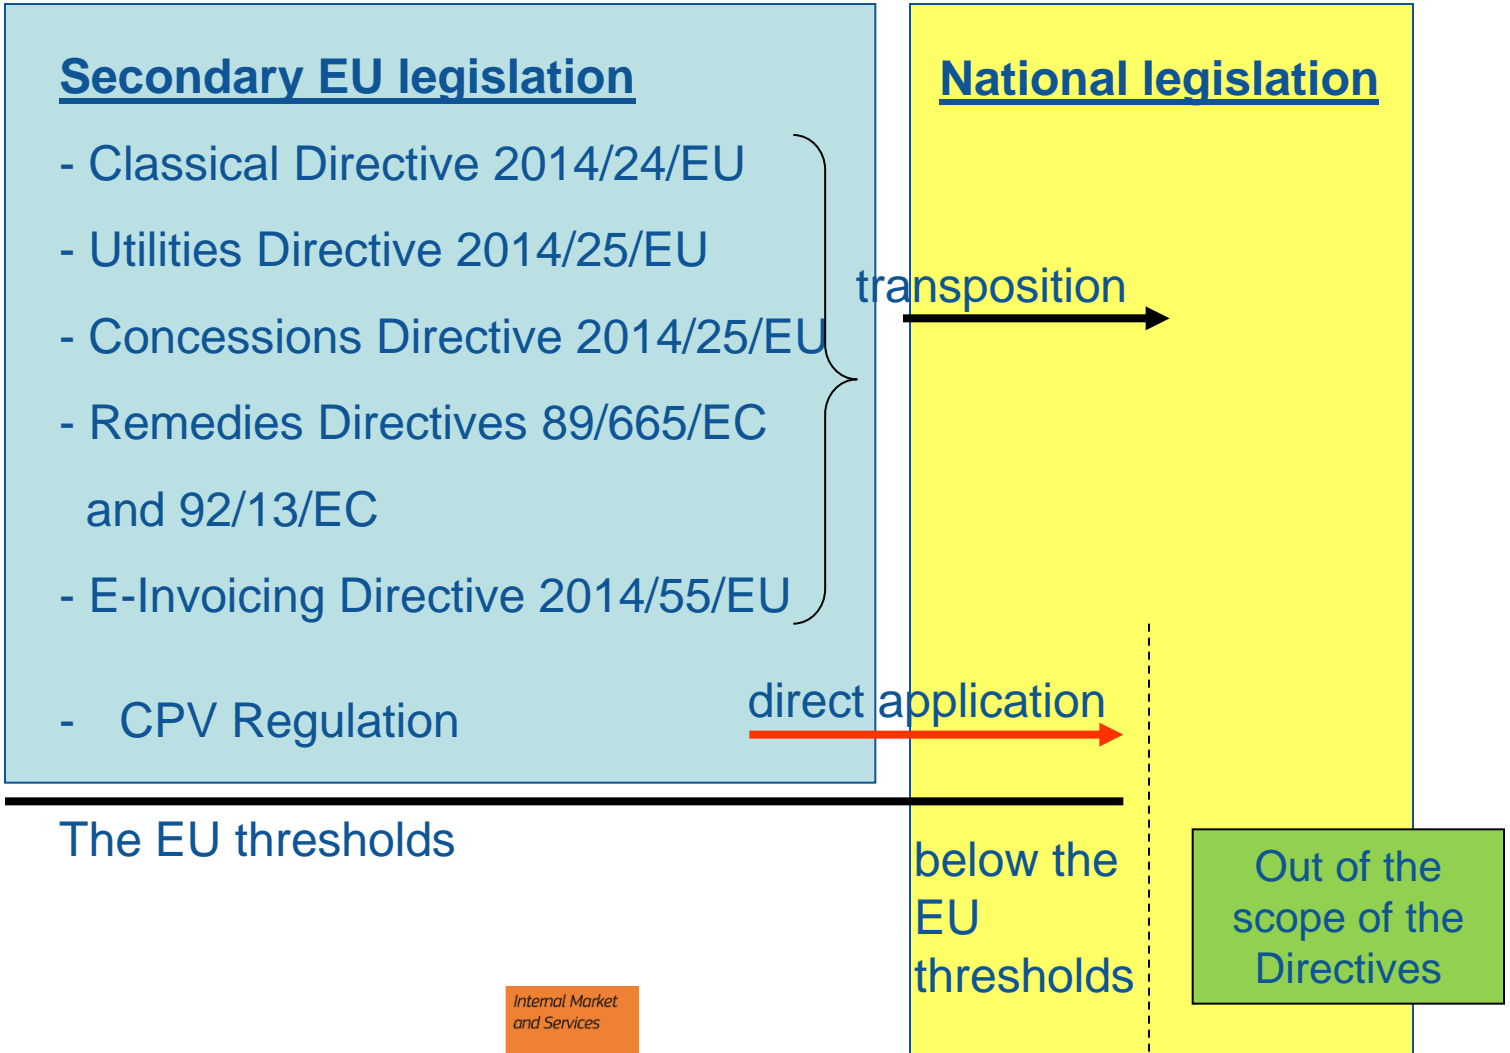 Secondary EU legislation
- Classical Directive 2014/24/EU
- Utilities Directive 2014/25/EU
- Concessions Directive 2014/25/EU
- Remedies Directives 89/665/EC
and 92/13/EC
- E-Invoicing Directive 2014/55/EU
- CPV Regulation
National legislation
transposition
direct application
The EU thresholds
below the
EU
thresholds
Out of the
scope of the
Directives
Internal Market
and Services